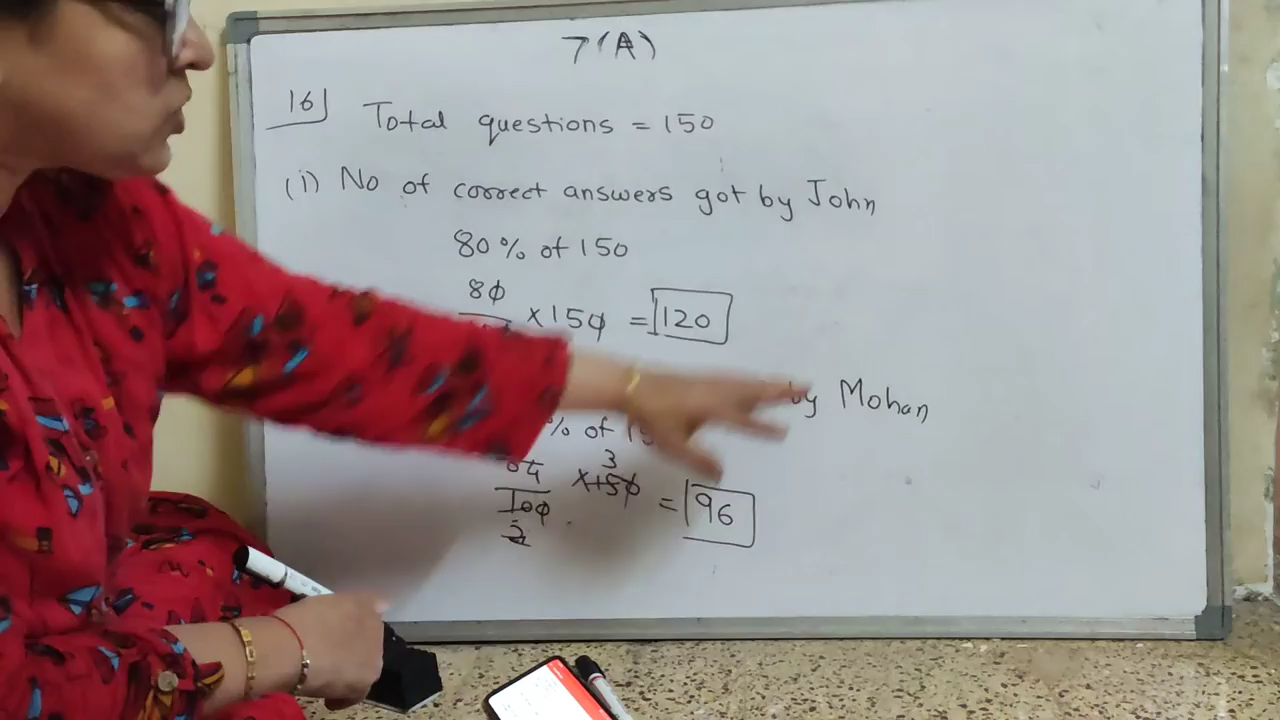 7(A)
16) Total questions = 150
(i) No of correct answers got by John
80% of 150
80
×150 = 120
by Mohan
% of 15
64 3
×150
100 = 96
2